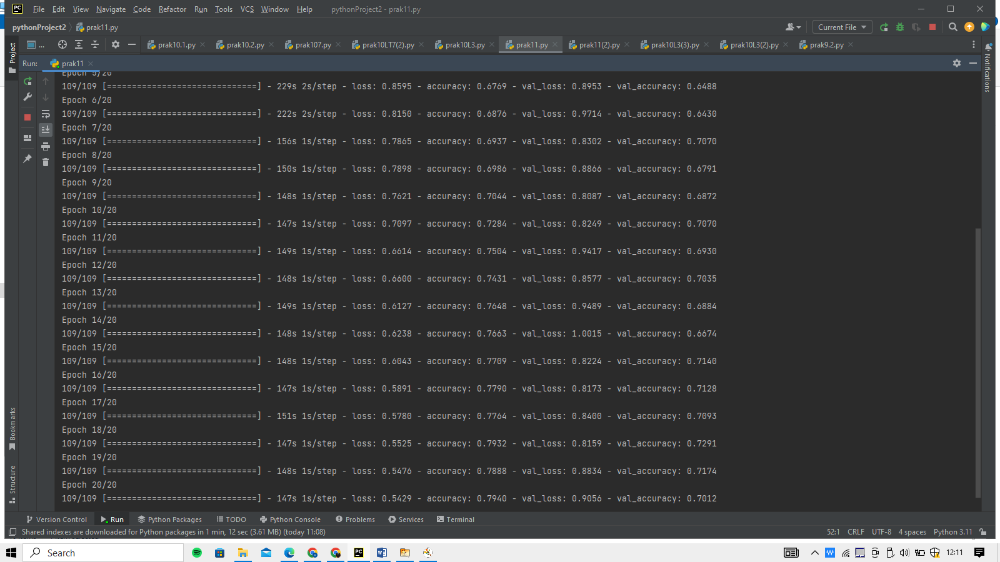 PC File Edit View Navigate Code Refactor Run Tools VCS Window Help pythonProject2 - prak11.py
pythonProject2 prak11.py Current File
Project ... prak10.1.py prak10.2.py prak107.py prak10LT7(2).py prak10L3.py prak11.py prak11(2).py prak10L3(3).py prak10L3(2).py prak9.2.py
Notifications
Run: prak11
Epoch 5/20
109/109 [==============================] - 229s 2s/step - loss: 0.8595 - accuracy: 0.6769 - val_loss: 0.8953 - val_accuracy: 0.6488
Epoch 6/20
109/109 [==============================] - 222s 2s/step - loss: 0.8150 - accuracy: 0.6876 - val_loss: 0.9714 - val_accuracy: 0.6430
Epoch 7/20
109/109 [==============================] - 156s 1s/step - loss: 0.7865 - accuracy: 0.6937 - val_loss: 0.8302 - val_accuracy: 0.7070
Epoch 8/20
109/109 [==============================] - 150s 1s/step - loss: 0.7898 - accuracy: 0.6986 - val_loss: 0.8866 - val_accuracy: 0.6791
Epoch 9/20
109/109 [==============================] - 148s 1s/step - loss: 0.7621 - accuracy: 0.7044 - val_loss: 0.8087 - val_accuracy: 0.6872
Epoch 10/20
109/109 [==============================] - 147s 1s/step - loss: 0.7097 - accuracy: 0.7284 - val_loss: 0.8249 - val_accuracy: 0.7070
Epoch 11/20
109/109 [==============================] - 149s 1s/step - loss: 0.6614 - accuracy: 0.7504 - val_loss: 0.9417 - val_accuracy: 0.6930
Epoch 12/20
109/109 [==============================] - 148s 1s/step - loss: 0.6600 - accuracy: 0.7431 - val_loss: 0.8577 - val_accuracy: 0.7035
Epoch 13/20
109/109 [==============================] - 149s 1s/step - loss: 0.6127 - accuracy: 0.7648 - val_loss: 0.9489 - val_accuracy: 0.6884
Epoch 14/20
109/109 [==============================] - 148s 1s/step - loss: 0.6238 - accuracy: 0.7663 - val_loss: 1.0015 - val_accuracy: 0.6674
Epoch 15/20
109/109 [==============================] - 148s 1s/step - loss: 0.6043 - accuracy: 0.7709 - val_loss: 0.8224 - val_accuracy: 0.7140
Epoch 16/20
109/109 [==============================] - 147s 1s/step - loss: 0.5891 - accuracy: 0.7790 - val_loss: 0.8173 - val_accuracy: 0.7128
Epoch 17/20
109/109 [==============================] - 151s 1s/step - loss: 0.5780 - accuracy: 0.7764 - val_loss: 0.8400 - val_accuracy: 0.7093
Epoch 18/20
109/109 [==============================] - 147s 1s/step - loss: 0.5525 - accuracy: 0.7932 - val_loss: 0.8159 - val_accuracy: 0.7291
Epoch 19/20
109/109 [==============================] - 148s 1s/step - loss: 0.5476 - accuracy: 0.7888 - val_loss: 0.8834 - val_accuracy: 0.7174
Epoch 20/20
109/109 [==============================] - 147s 1s/step - loss: 0.5429 - accuracy: 0.7940 - val_loss: 0.9056 - val_accuracy: 0.7012
Bookmarks
Structure
Version Control Run Python Packages TODO Python Console Problems Services Terminal
Shared indexes are downloaded for Python packages in 1 min, 12 sec (3.61 MB) (today 11:08) 52:1 CRLF UTF-8 4 spaces Python 3.11
Search PC W W 12:11